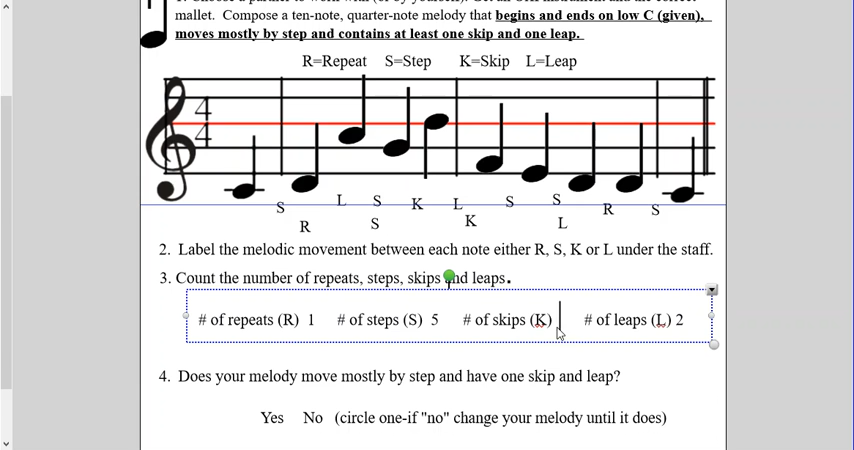 mallet. Compose a ten-note, quarter-note melody that begins and ends on low C (given),
moves mostly by step and contains at least one skip and one leap.
R=Repeat S=Step K=Skip L=Leap
4
4
S L S K L S S R S
R S K L
2. Label the melodic movement between each note either R, S, K or L under the staff.
3. Count the number of repeats, steps, skips and leaps.
# of repeats (R) 1 # of steps (S) 5 # of skips (K) # of leaps (L) 2
4. Does your melody move mostly by step and have one skip and leap?
Yes No (circle one-if "no" change your melody until it does)